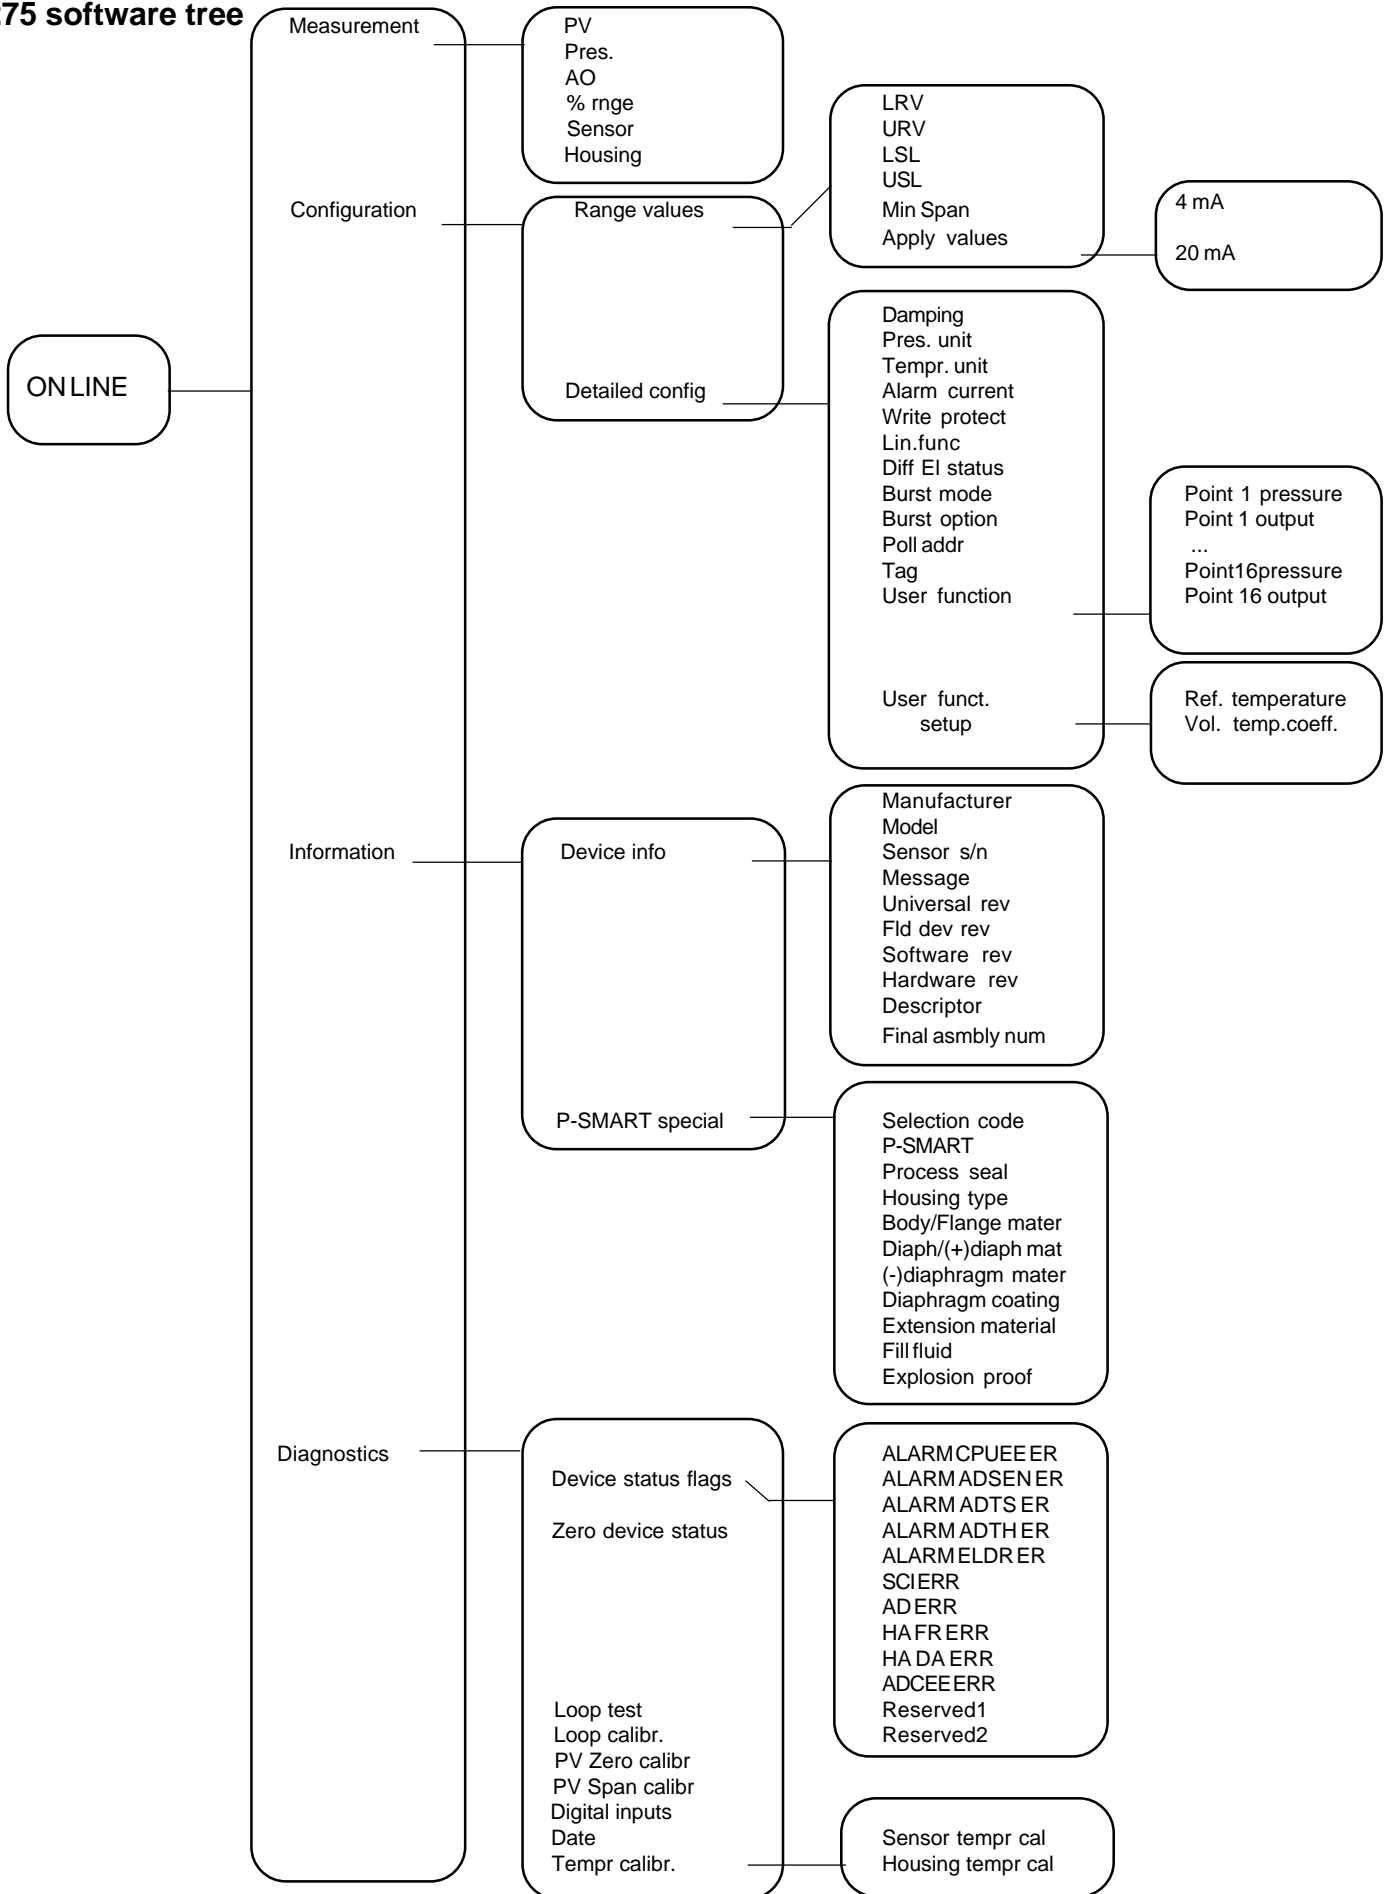 75 software tree
ONLINE
Measurement
Configuration
Information
Diagnostics
PV
Pres.
AO
% rnge
Sensor
Housing
Range values
Detailed config
LRV
URV
LSL
USL
Min Span
Apply values
4 mA
20 mA
Damping
Pres. unit
Tempr. unit
Alarm current
Write protect
Lin.func
Diff El status
Burst mode
Burst option
Poll addr
Tag
User function
User funct.
setup
Point 1 pressure
Point 1 output
...
Point16pressure
Point 16 output
Ref. temperature
Vol. temp.coeff.
Device info
P-SMART special
Manufacturer
Model
Sensor s/n
Message
Universal rev
Fld dev rev
Software rev
Hardware rev
Descriptor
Final asmbly num
Selection code
P-SMART
Process seal
Housing type
Body/Flange mater
Diaph/(+)diaph mat
(-)diaphragm mater
Diaphragm coating
Extension material
Fill fluid
Explosion proof
Device status flags
Zero device status
Loop test
Loop calibr.
PV Zero calibr
PV Span calibr
Digital inputs
Date
Tempr calibr.
ALARM CPUEE ER
ALARM ADSEN ER
ALARM ADTS ER
ALARM ADTH ER
ALARM ELDR ER
SCI ERR
AD ERR
HA FR ERR
HA DA ERR
ADCEE ERR
Reserved1
Reserved2
Sensor tempr cal
Housing tempr cal